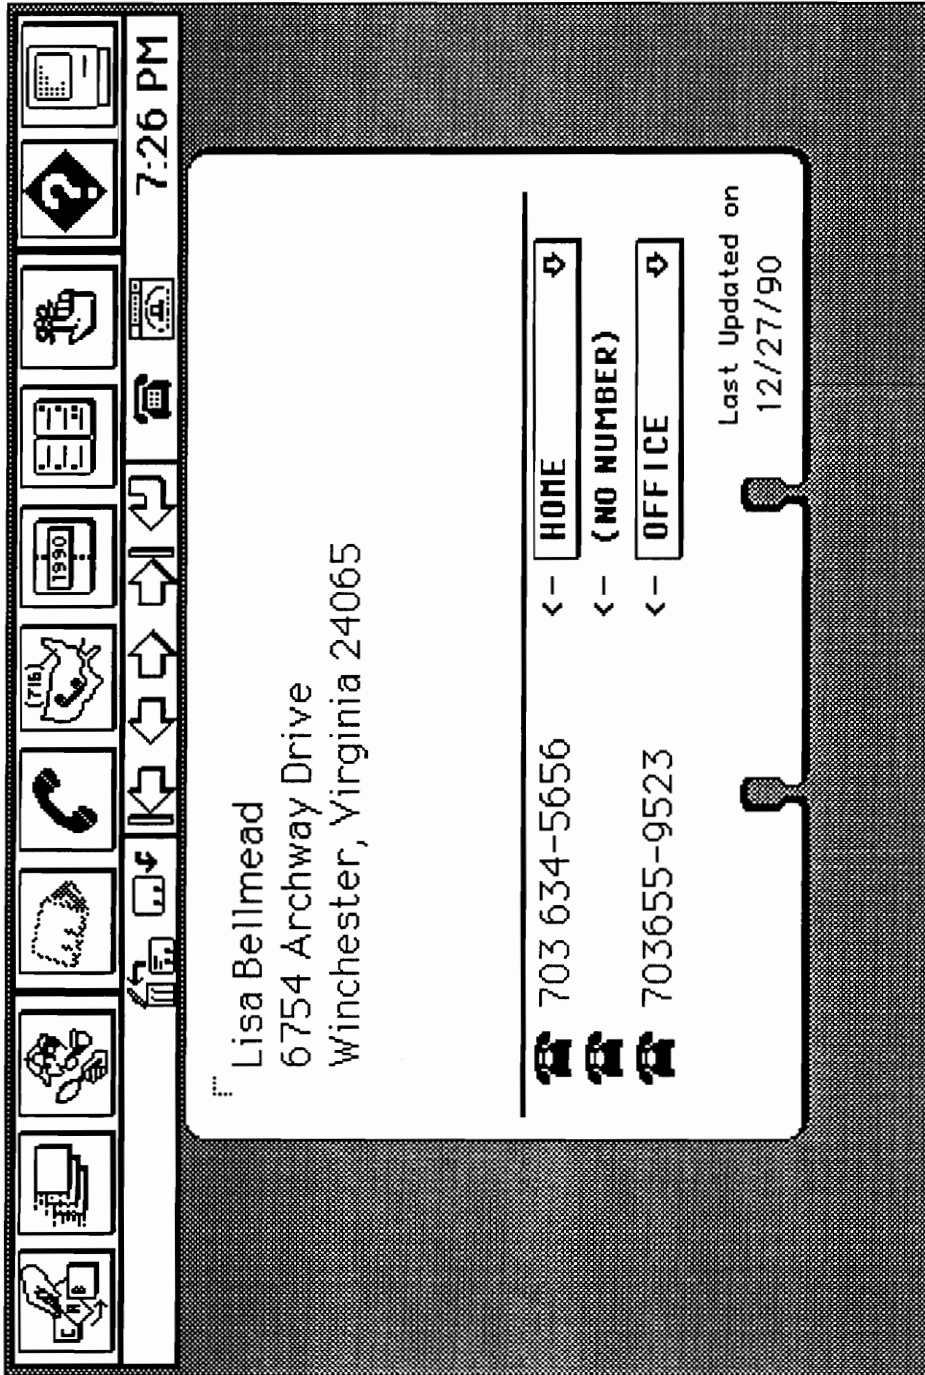 C A B
(716)
1990
?
7:26 PM
Lisa Bellmead
6754 Archway Drive
Winchester, Virginia 24065
703 634-5656 <- HOME
<- (NO NUMBER)
703655-9523 <- OFFICE
Last Updated on
12/27/90